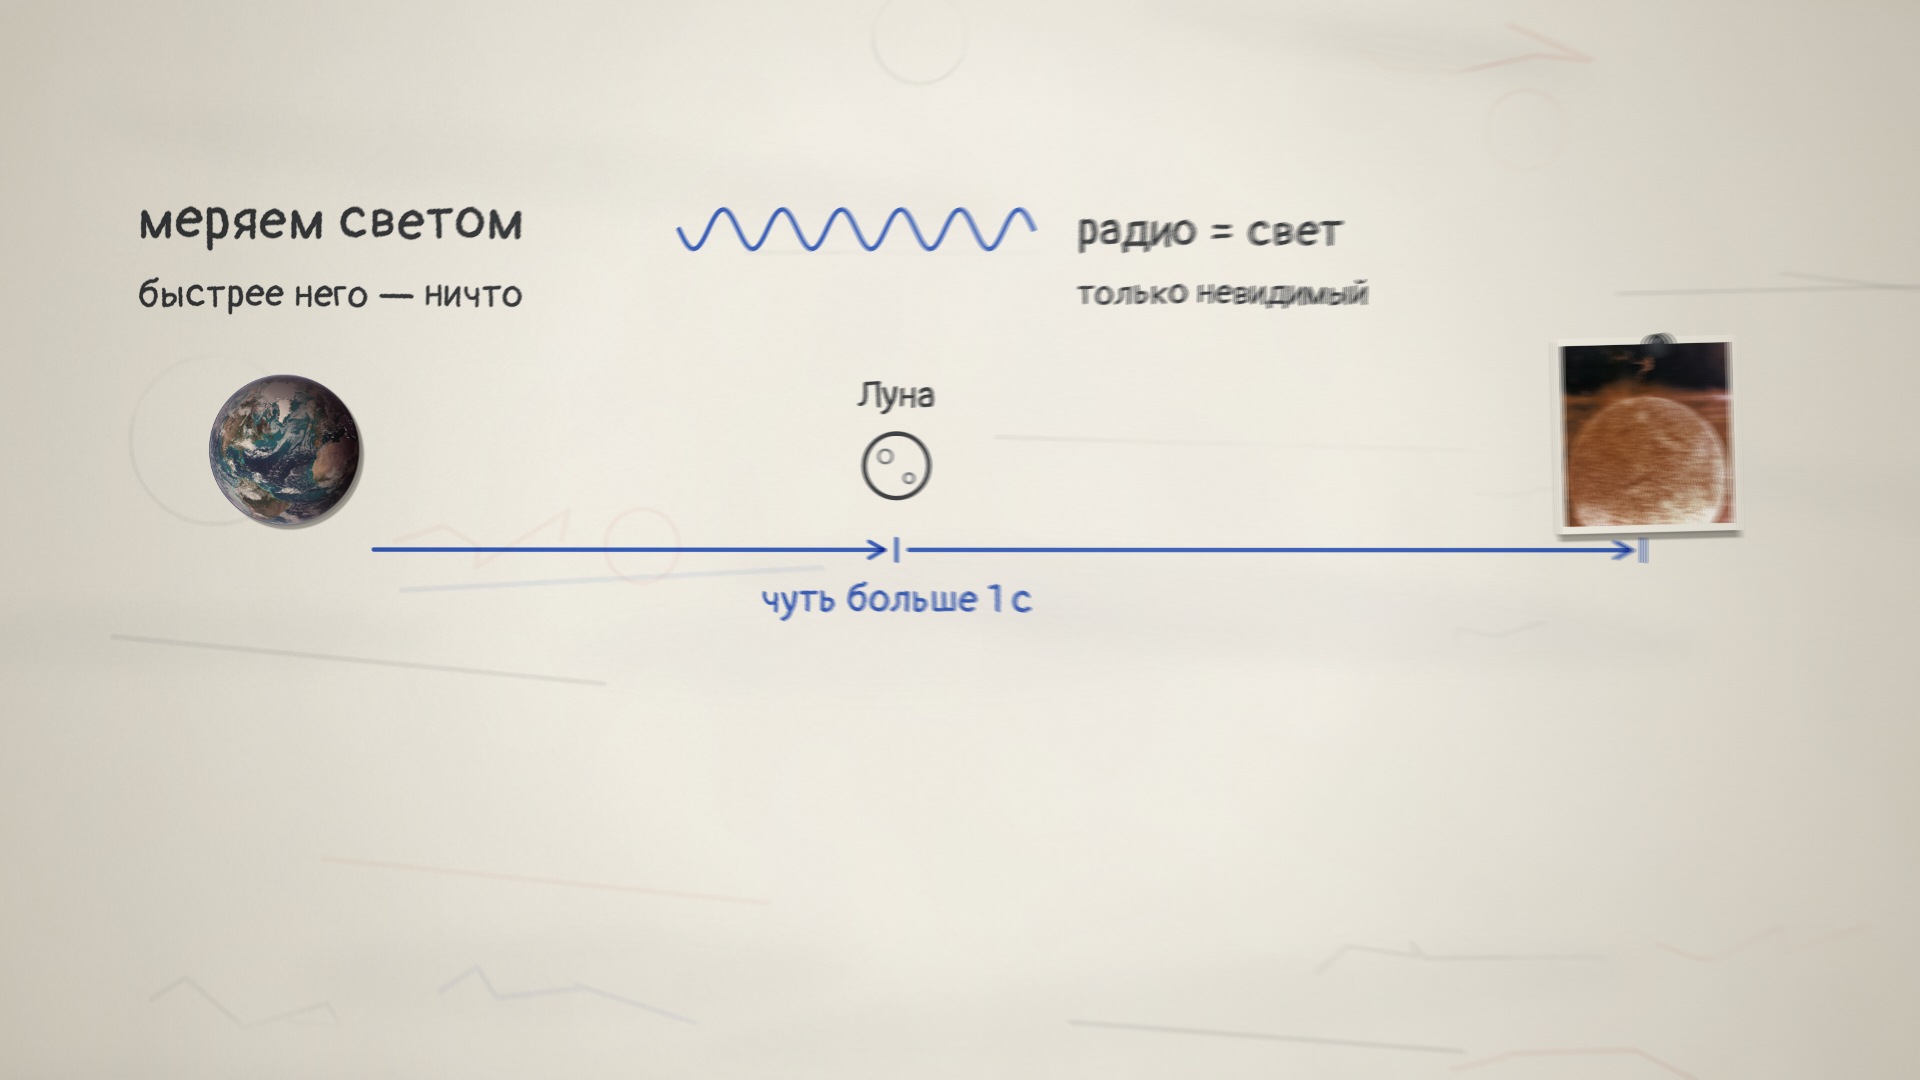 меряем светом
быстрее него — ничто
радио = свет
только невидимый
Луна
чуть больше 1 с